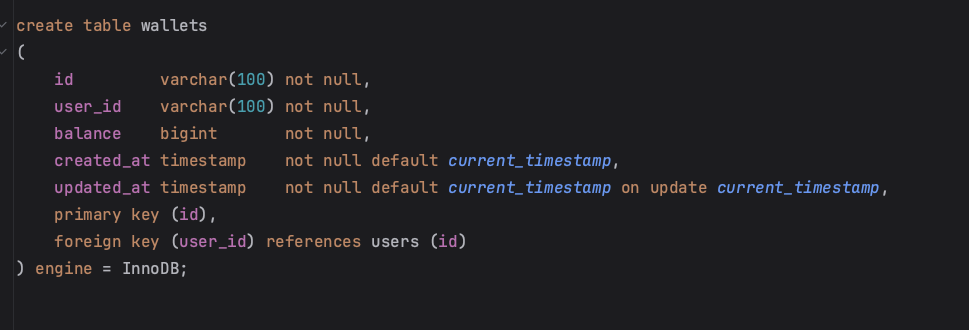 create table wallets
(
    id         varchar(100) not null,
    user_id    varchar(100) not null,
    balance    bigint       not null,
    created_at timestamp    not null default current_timestamp,
    updated_at timestamp    not null default current_timestamp on update current_timestamp,
    primary key (id),
    foreign key (user_id) references users (id)
) engine = InnoDB;